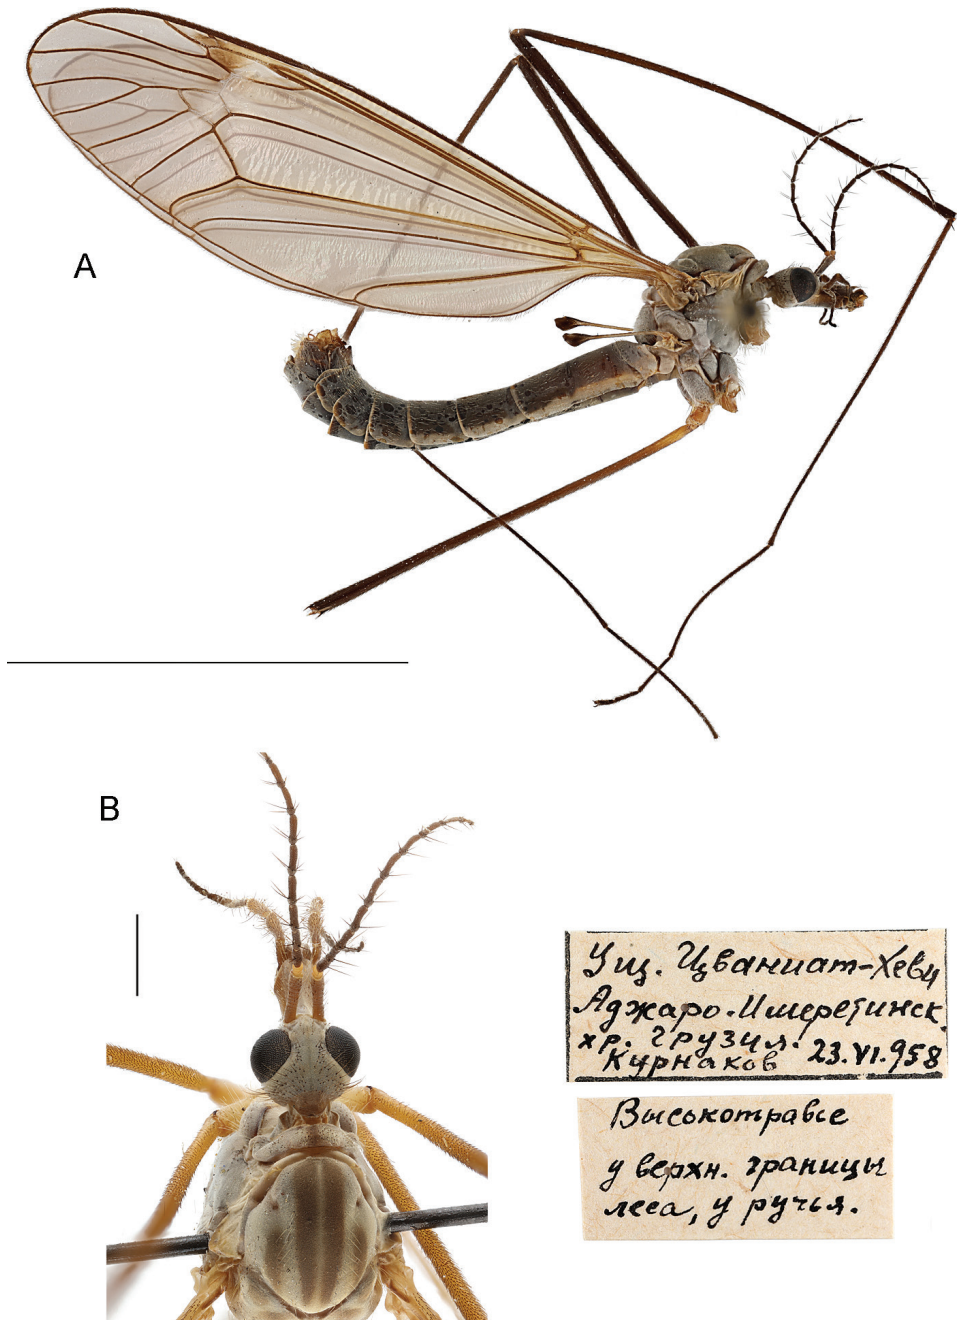 A
B
Ущ. Цваниат-Хеви
Аджаро-Имеретинск.
хр. Грузия.
Курнаков 23.VI.958
Высокотравье
у верхн. границы
леса, у ручья.